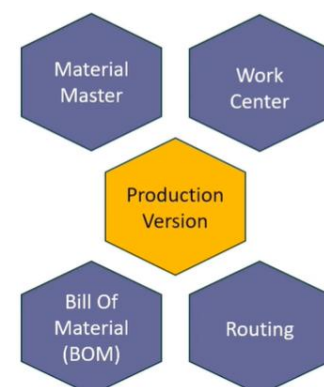 Material
Master
Work
Center
Production
Version
Bill Of
Material
(BOM)
Routing